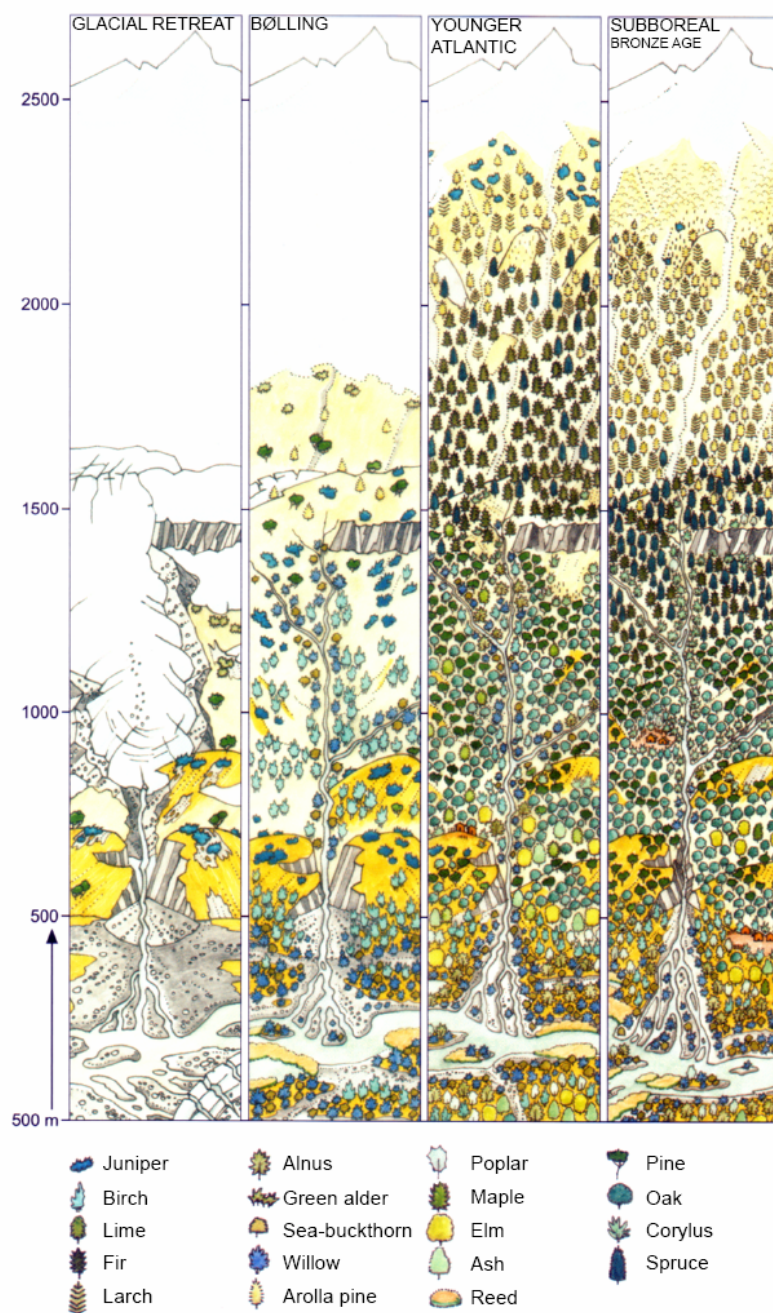 GLACIAL RETREAT
BØLLING
YOUNGER
ATLANTIC
SUBBOREAL
BRONZE AGE
2500
2000
1500
1000
500
500 m
Juniper
Birch
Lime
Fir
Larch
Alnus
Green alder
Sea-buckthorn
Willow
Arolla pine
Poplar
Maple
Elm
Ash
Reed
Pine
Oak
Corylus
Spruce